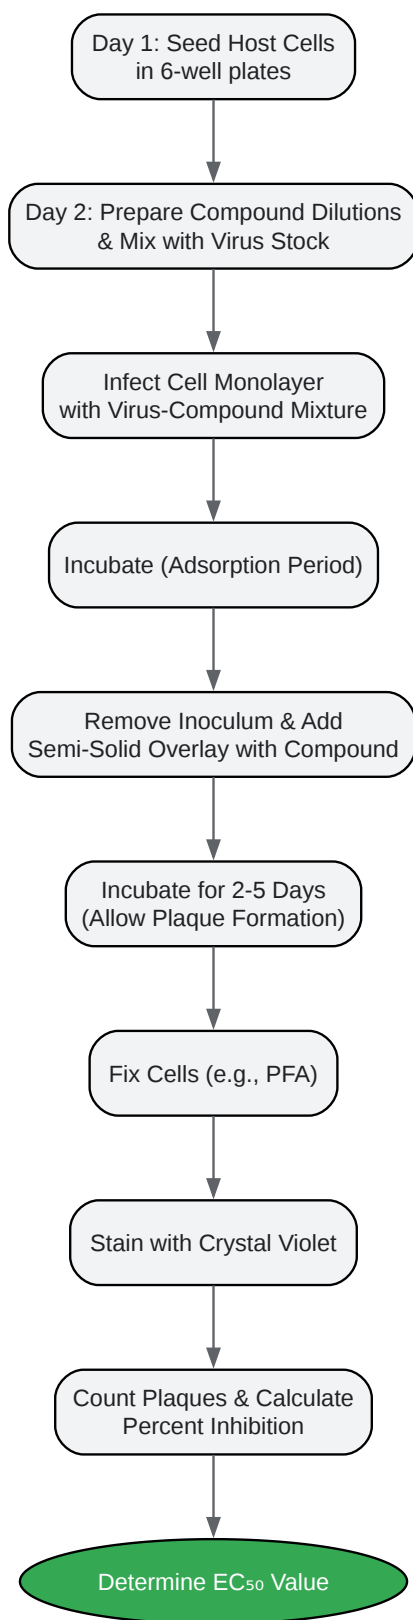 Day 1: Seed Host Cells
in 6-well plates
Day 2: Prepare Compound Dilutions
& Mix with Virus Stock
Infect Cell Monolayer
with Virus-Compound Mixture
Incubate (Adsorption Period)
Remove Inoculum & Add
Semi-Solid Overlay with Compound
Incubate for 2-5 Days
(Allow Plaque Formation)
Fix Cells (e.g., PFA)
Stain with Crystal Violet
Count Plaques & Calculate
Percent Inhibition
Determine EC₅₀ Value